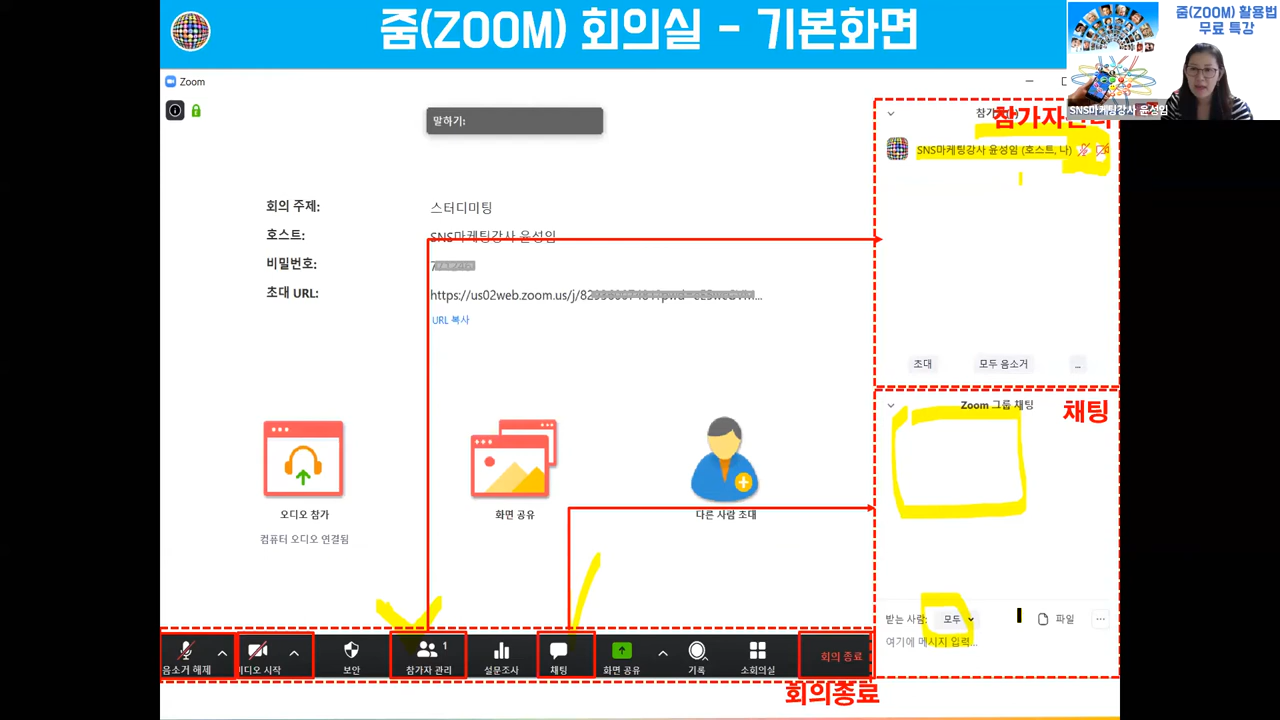 줌(ZOOM) 회의실 - 기본화면
줌(ZOOM) 활용법
무료 특강
SNS마케팅강사 윤성임
Zoom
말하기:
회의 주제:
스터디미팅
호스트:
SNS마케팅강사 윤성임
비밀번호:
초대 URL:
https://us02web.zoom.us/j/82
URL 복사
오디오 참가
컴퓨터 오디오 연결됨
화면 공유
다른 사람 초대
참가자관리
SNS마케팅강사 윤성임 (호스트, 나)
초대
모두 음소거
...
Zoom 그룹 채팅
채팅
받는 사람:
모두
파일
...
여기에 메시지 입력...
음소거 해제
비디오 시작
보안
1
참가자 관리
설문조사
채팅
화면 공유
기록
소회의실
회의 종료
회의종료